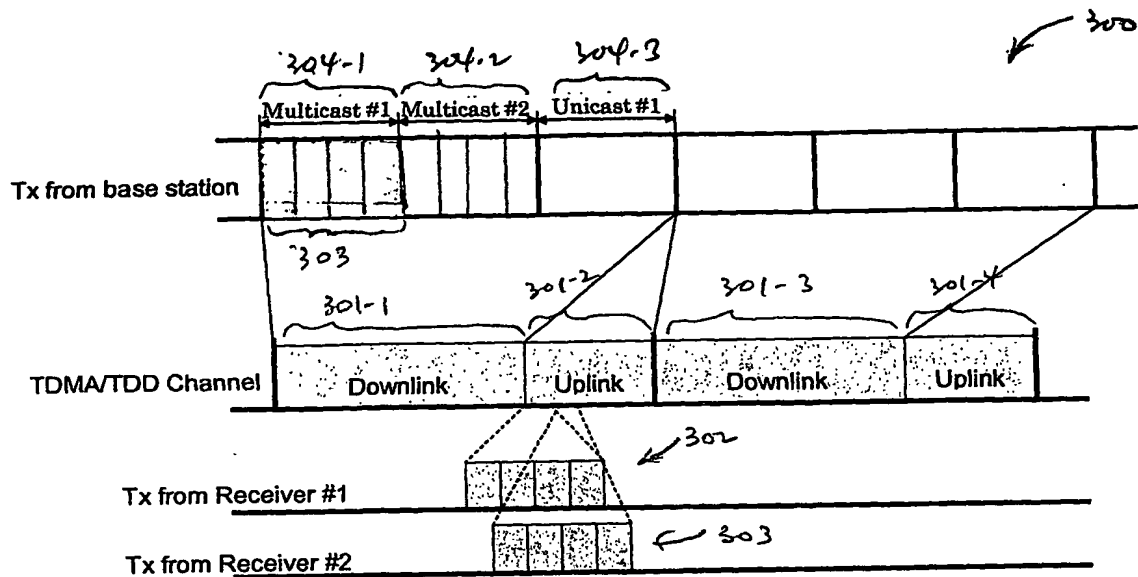 300
304-1 304-2 304-3
Multicast #1 Multicast #2 Unicast #1
Tx from base station
303
301-1 301-2 301-3 301-4
TDMA/TDD Channel Downlink Uplink Downlink Uplink
302
Tx from Receiver #1
303
Tx from Receiver #2